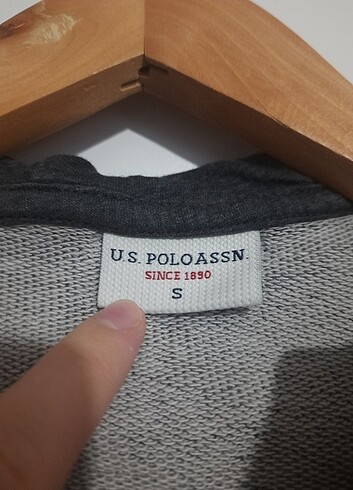 U.S. POLO ASSN.
SINCE 1890
S